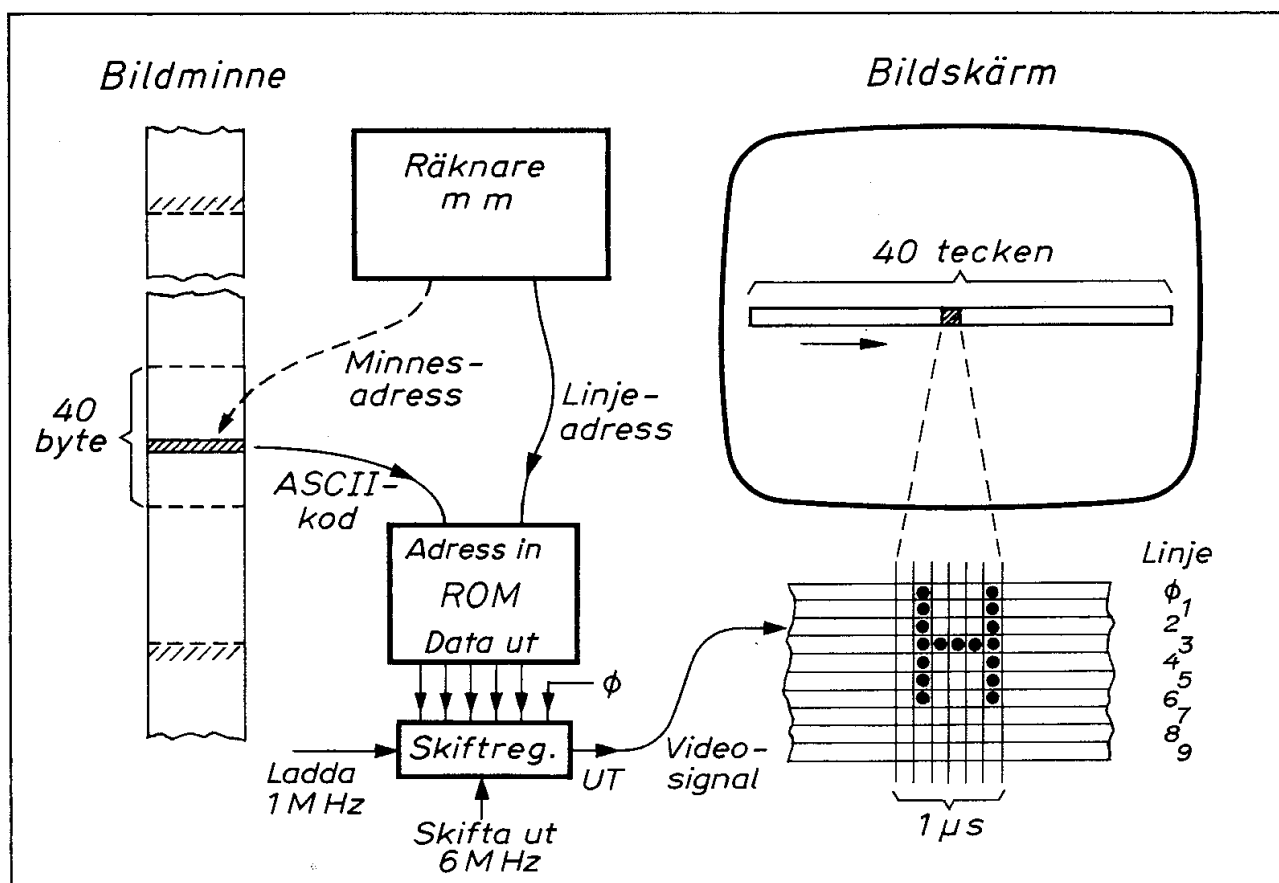 Bildminne
Bildskärm
Räknare
m m
40 tecken
Minnes-
adress
Linje-
adress
40
byte
ASCII-
kod
Adress in
ROM
Data ut
ϕ
Skiftreg.
Ladda
1 MHz
UT
Skifta ut
6 MHz
Video-
signal
Linje
ϕ
1
2
3
4
5
6
7
8
9
1 μs